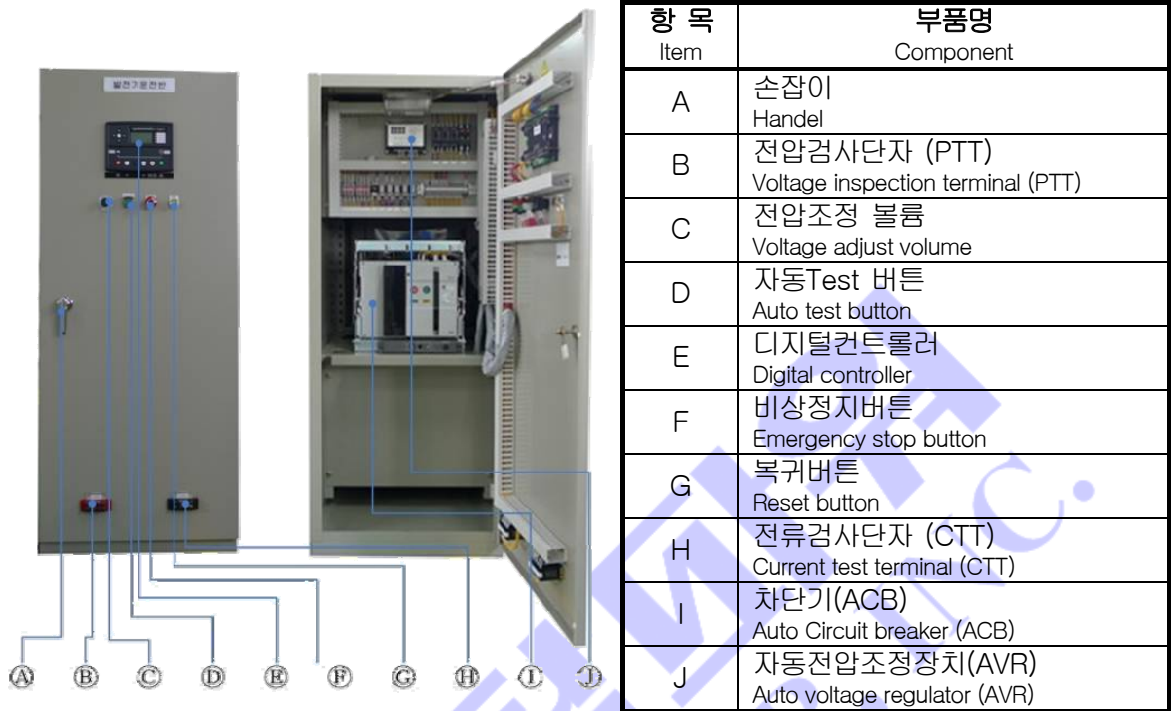 발전기운전반
Ⓐ Ⓑ Ⓒ Ⓓ Ⓔ Ⓕ Ⓖ Ⓗ Ⓘ Ⓙ
항 목 부품명
Item Component
A 손잡이
Handel
B 전압검사단자 (PTT)
Voltage inspection terminal (PTT)
C 전압조정 볼륨
Voltage adjust volume
D 자동Test 버튼
Auto test button
E 디지털컨트롤러
Digital controller
F 비상정지버튼
Emergency stop button
G 복귀버튼
Reset button
H 전류검사단자 (CTT)
Current test terminal (CTT)
I 차단기(ACB)
Auto Circuit breaker (ACB)
J 자동전압조정장치(AVR)
Auto voltage regulator (AVR)
INC.